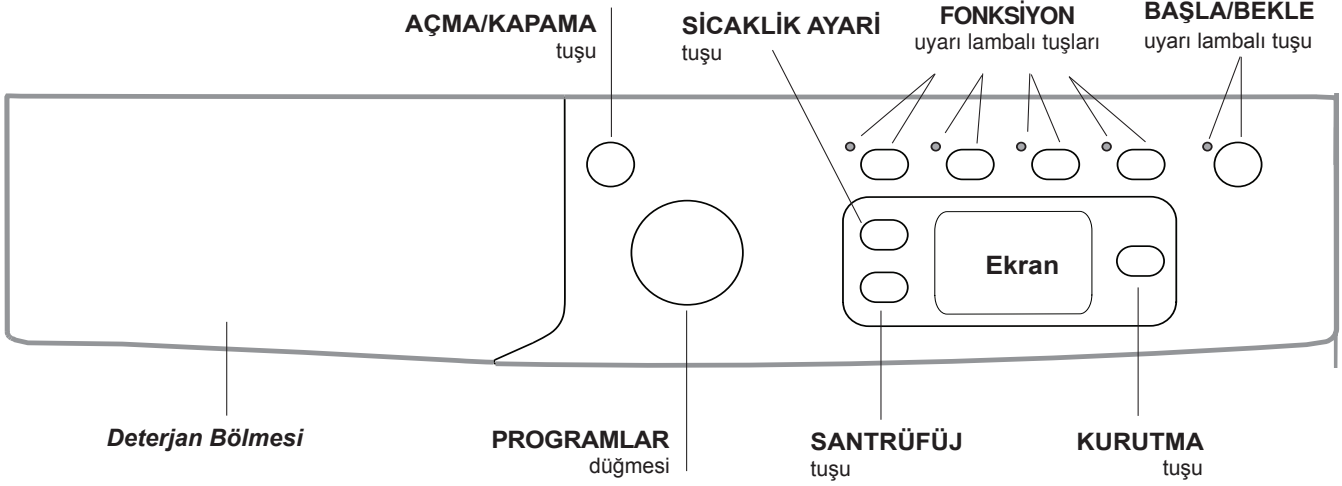 AÇMA/KAPAMA
tuşu
SİCAKLİK AYARİ
tuşu
FONKSİYON
uyarı lambalı tuşları
BAŞLA/BEKLE
uyarı lambalı tuşu
Ekran
Deterjan Bölmesi
PROGRAMLAR
düğmesi
SANTRÜFÜJ
tuşu
KURUTMA
tuşu